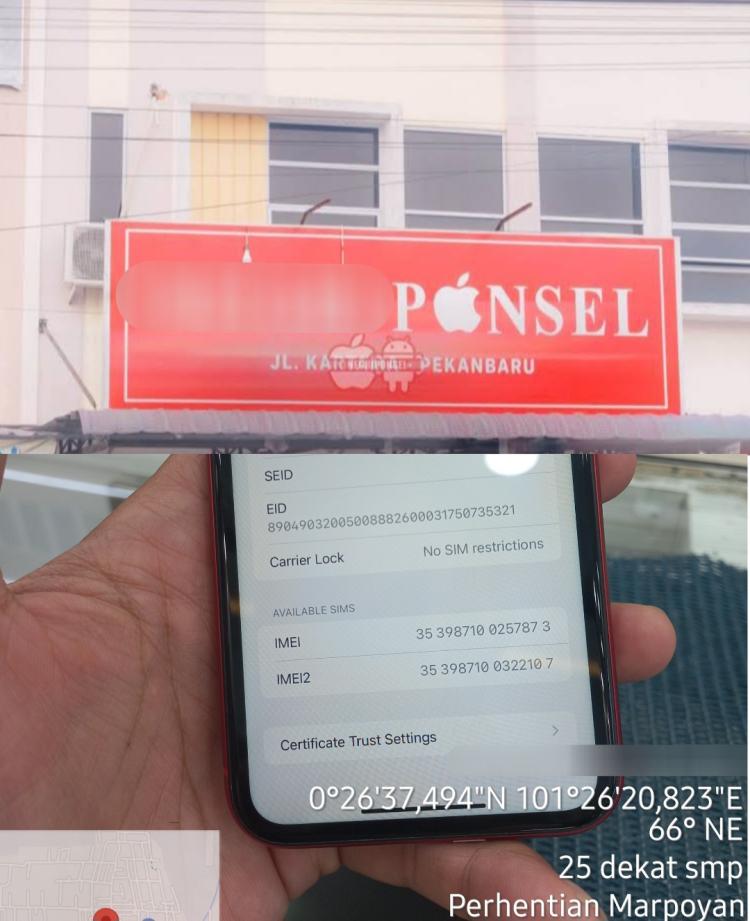 PONSEL
JL. PEKANBARU
SEID
EID
89049032005008882600031750735321
Carrier Lock No SIM restrictions
AVAILABLE SIMS
IMEI 35 398710 025787 3
IMEI2 35 398710 032210 7
Certificate Trust Settings
0°26'37,494"N 101°26'20,823"E
66° NE
25 dekat smp
Perhentian Marpoyan